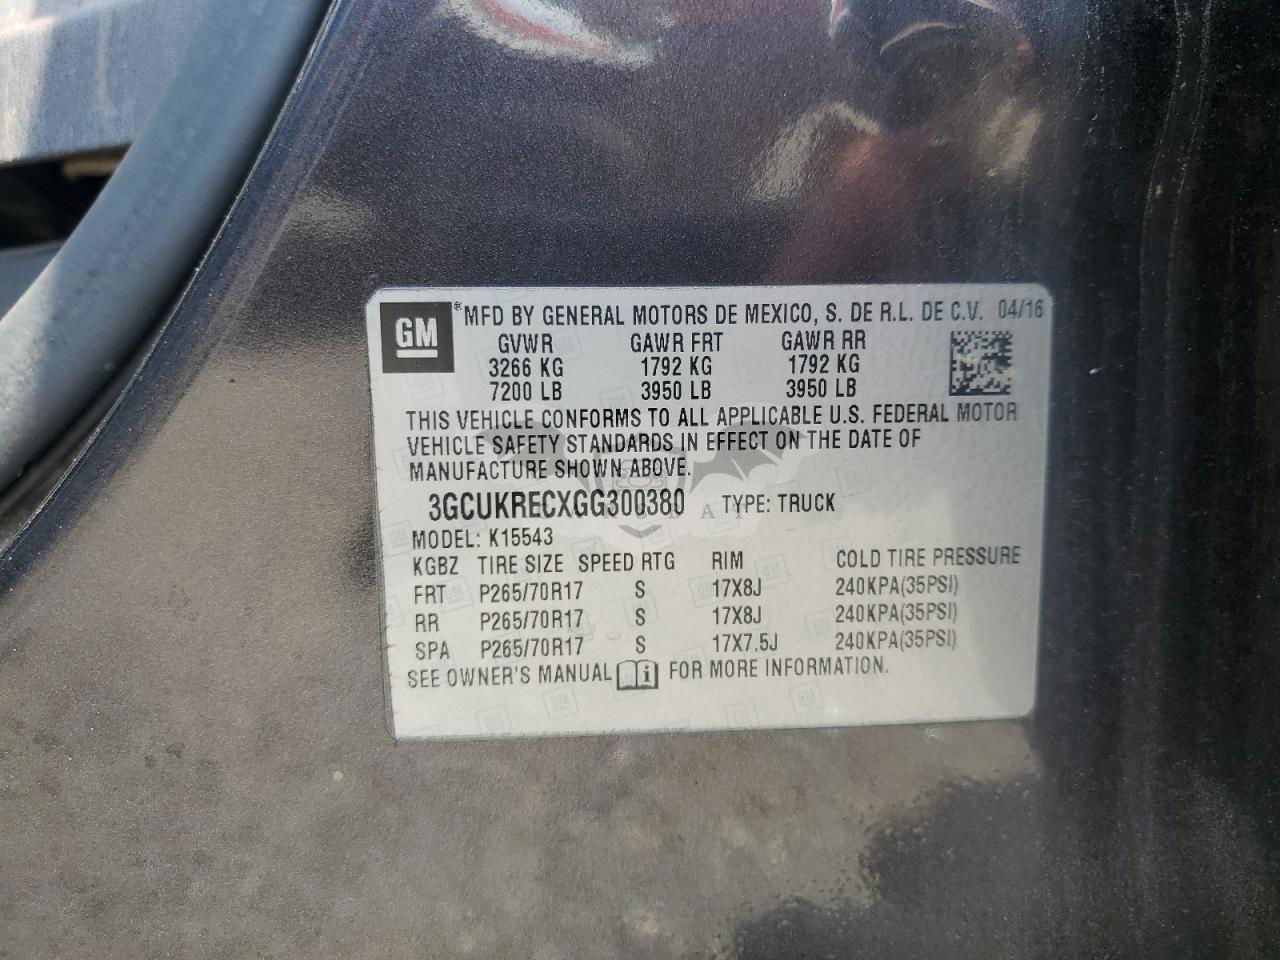 GM
® MFD BY GENERAL MOTORS DE MEXICO, S. DE R.L. DE C.V. 04/16
GVWR GAWR FRT GAWR RR
3266 KG 1792 KG 1792 KG
7200 LB 3950 LB 3950 LB
THIS VEHICLE CONFORMS TO ALL APPLICABLE U.S. FEDERAL MOTOR
VEHICLE SAFETY STANDARDS IN EFFECT ON THE DATE OF
MANUFACTURE SHOWN ABOVE.
3GCUKRECXGG300380 TYPE: TRUCK
MODEL: K15543
KGBZ TIRE SIZE SPEED RTG RIM COLD TIRE PRESSURE
FRT P265/70R17 S 17X8J 240KPA(35PSI)
RR P265/70R17 S 17X8J 240KPA(35PSI)
SPA P265/70R17 S 17X7.5J 240KPA(35PSI)
SEE OWNER'S MANUAL i FOR MORE INFORMATION.